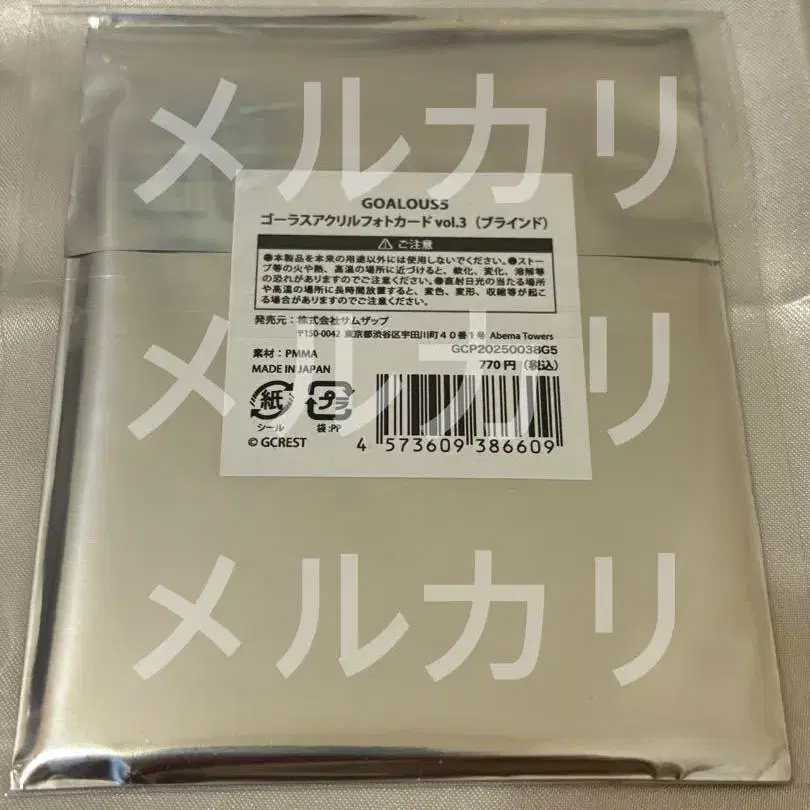 メルカリ
GOALOUS5
ゴーラスアクリルフォトカード vol.3（ブラインド）
⚠ ご注意
●本製品を本来の用途以外には使用しないでください。●ストー
ブ等の火や熱、高温の場所に近づけると、軟化、変化、溶解等
の恐れがありますのでご注意ください。●直射日光の当たる場所
や高温の場所に長時間放置すると、変色、変形、収縮等が起こ
る場合がありますのでご注意ください。
発売元：株式会社サムザップ
〒150-0042 東京都渋谷区宇田川町４０番１号 Abema Towers
素材：PMMA GCP20250038G5
MADE IN JAPAN 770円（税込）
メルカリ
紙 プラ
シール 袋:PP
© GCREST 4 573609 386609
メルカリ